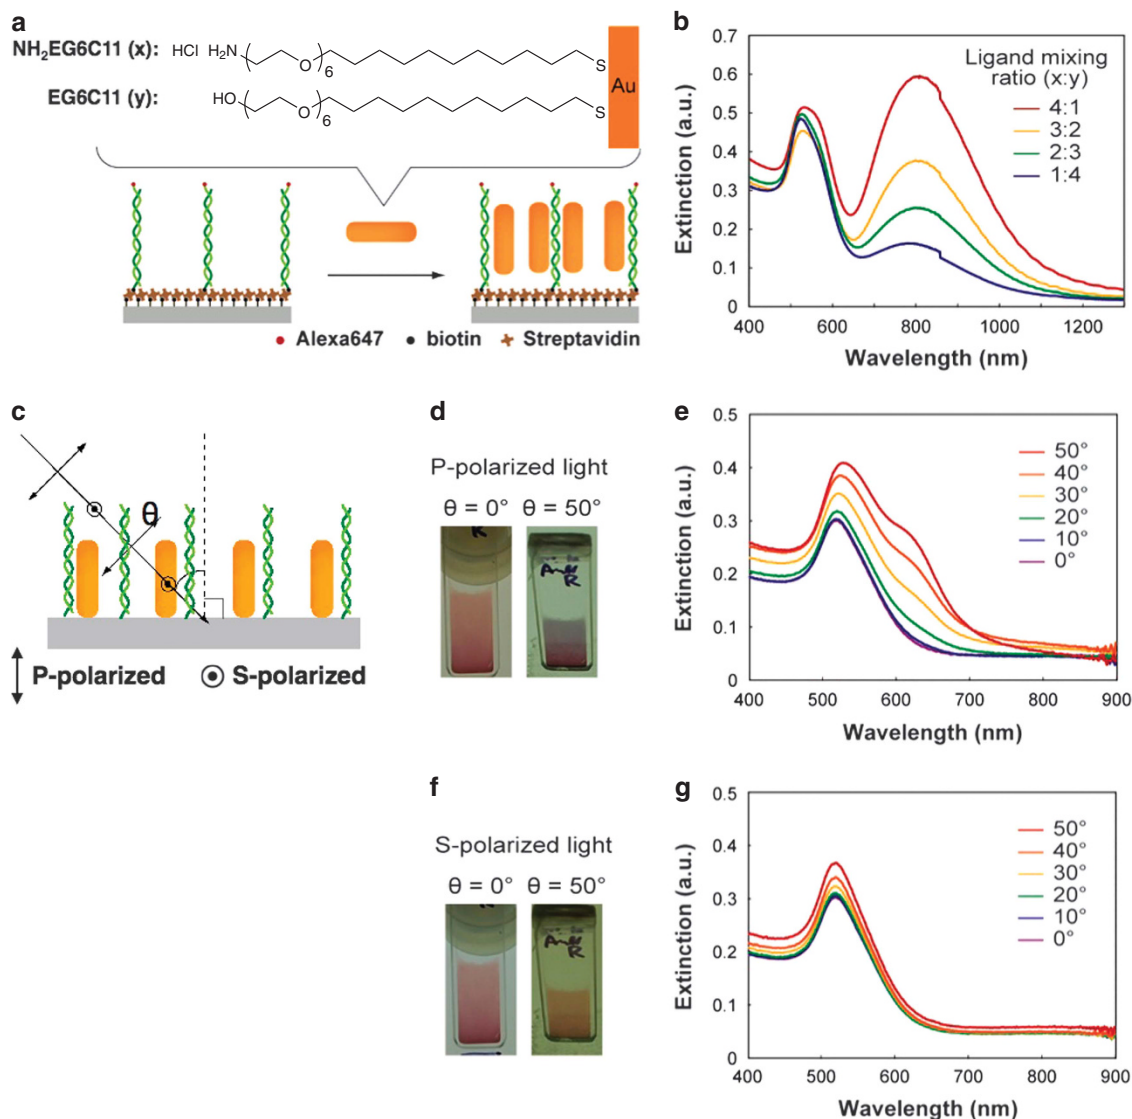 a
NH₂EG6C11 (x):
HCl H₂N
O
6
S
EG6C11 (y):
HO
O
6
S
Au
Alexa647
biotin
Streptavidin
b
Ligand mixing
ratio (x:y)
4:1
3:2
2:3
1:4
Extinction (a.u.)
0.7
0.6
0.5
0.4
0.3
0.2
0.1
0
400 600 800 1000 1200
Wavelength (nm)
c
θ
P-polarized
S-polarized
d
P-polarized light
θ = 0° θ = 50°
R
R
e
50°
40°
30°
20°
10°
0°
Extinction (a.u.)
0.5
0.4
0.3
0.2
0.1
0
400 500 600 700 800 900
Wavelength (nm)
f
S-polarized light
θ = 0° θ = 50°
R
g
50°
40°
30°
20°
10°
0°
Extinction (a.u.)
0.5
0.4
0.3
0.2
0.1
0
400 500 600 700 800 900
Wavelength (nm)